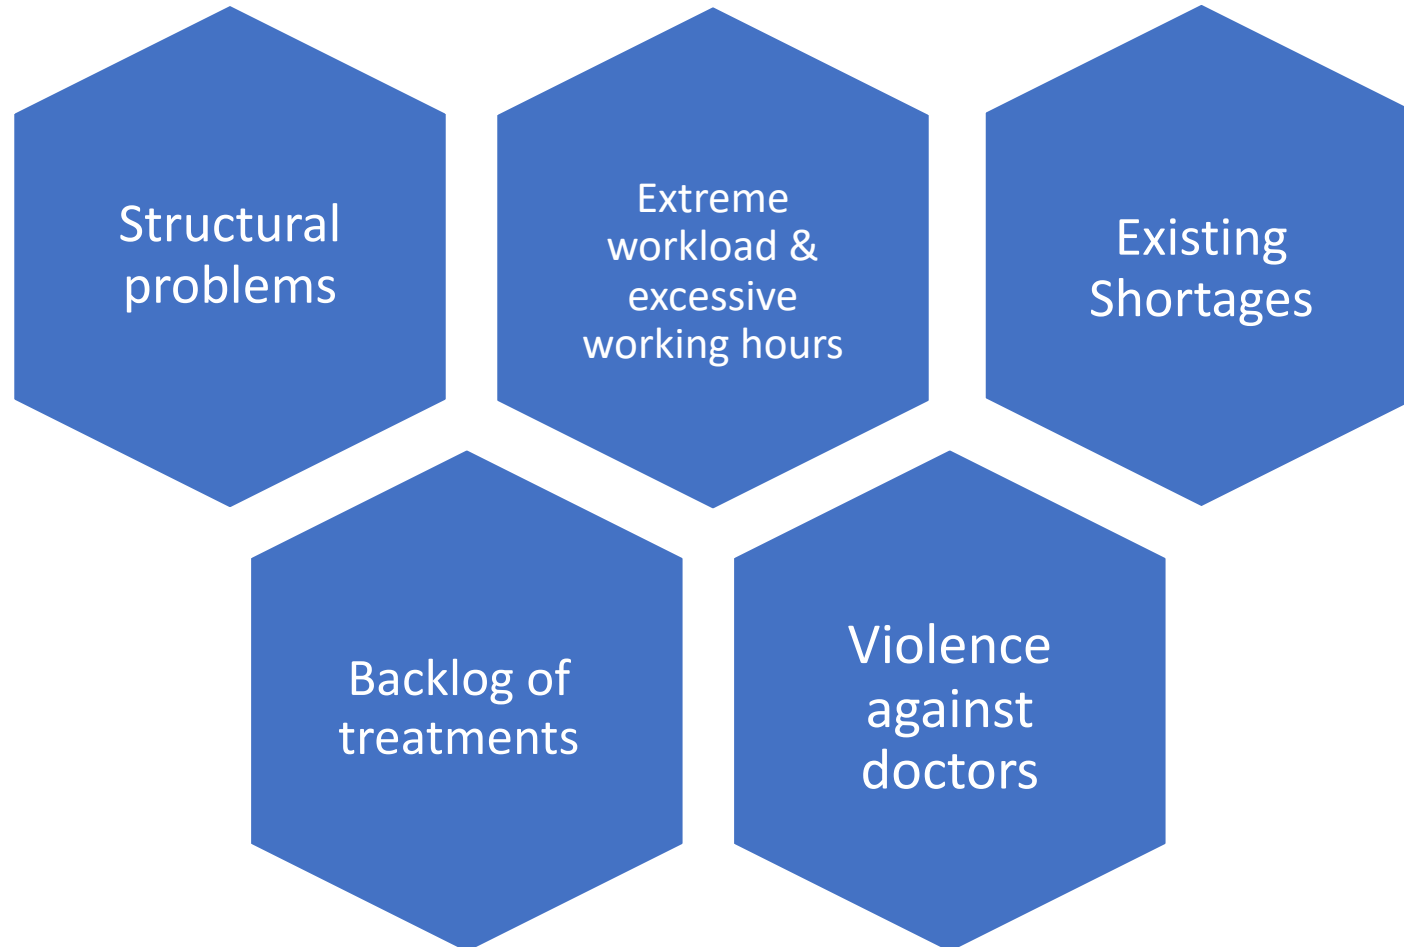 Structural
problems
Extreme
workload &
excessive
working hours
Existing
Shortages
Backlog of
treatments
Violence
against
doctors